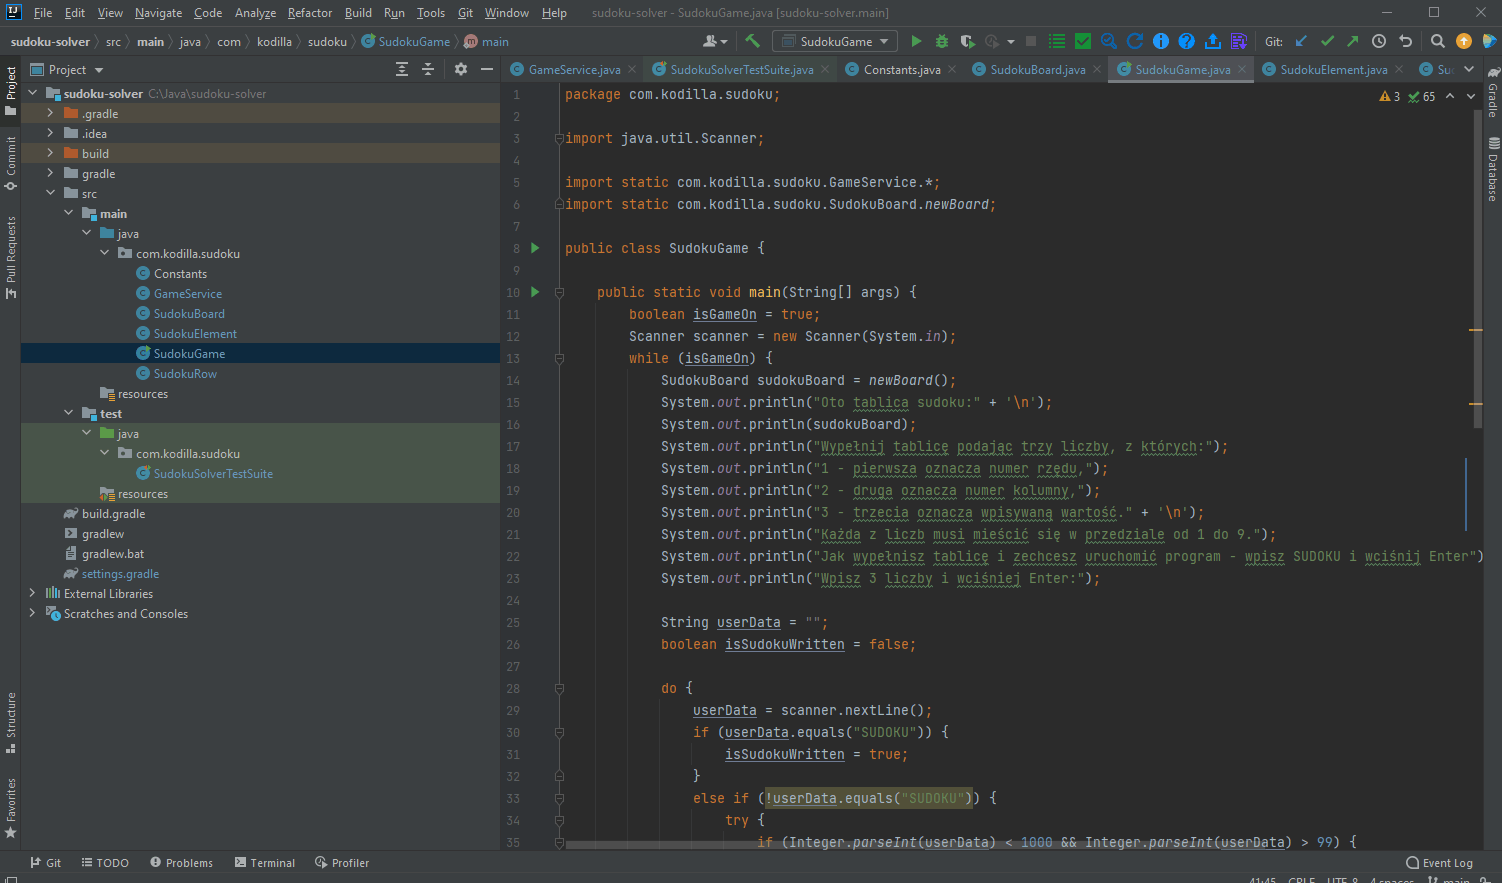 File Edit View Navigate Code Analyze Refactor Build Run Tools Git Window Help sudoku-solver - SudokuGame.java [sudoku-solver.main]
sudoku-solver src main java com kodilla sudoku SudokuGame main SudokuGame Git:
Project
GameService.java SudokuSolverTestSuite.java Constants.java SudokuBoard.java SudokuGame.java SudokuElement.java
sudoku-solver C:\Java\sudoku-solver
.gradle
.idea
build
gradle
src
main
java
com.kodilla.sudoku
Constants
GameService
SudokuBoard
SudokuElement
SudokuGame
SudokuRow
resources
test
java
com.kodilla.sudoku
SudokuSolverTestSuite
resources
build.gradle
gradlew
gradlew.bat
settings.gradle
External Libraries
Scratches and Consoles
Project
Commit
Pull Requests
Structure
Favorites
3 65
1 package com.kodilla.sudoku;
2
3 import java.util.Scanner;
4
5 import static com.kodilla.sudoku.GameService.*;
6 import static com.kodilla.sudoku.SudokuBoard.newBoard;
7
8 public class SudokuGame {
9
10 public static void main(String[] args) {
11 boolean isGameOn = true;
12 Scanner scanner = new Scanner(System.in);
13 while (isGameOn) {
14 SudokuBoard sudokuBoard = newBoard();
15 System.out.println("Oto tablica sudoku:" + '\n');
16 System.out.println(sudokuBoard);
17 System.out.println("Wypełnij tablicę podając trzy liczby, z których:");
18 System.out.println("1 - pierwsza oznacza numer rzędu,");
19 System.out.println("2 - druga oznacza numer kolumny,");
20 System.out.println("3 - trzecia oznacza wpisywaną wartość." + '\n');
21 System.out.println("Każda z liczb musi mieścić się w przedziale od 1 do 9.");
22 System.out.println("Jak wypełnisz tablicę i zechcesz uruchomić program - wpisz SUDOKU i wciśnij Enter")
23 System.out.println("Wpisz 3 liczby i wciśniej Enter:");
24
25 String userData = "";
26 boolean isSudokuWritten = false;
27
28 do {
29 userData = scanner.nextLine();
30 if (userData.equals("SUDOKU")) {
31 isSudokuWritten = true;
32 }
33 else if (!userData.equals("SUDOKU")) {
34 try {
35 if (Integer.parseInt(userData) < 1000 && Integer.parseInt(userData) > 99) {
Gradle
Database
Git TODO Problems Terminal Profiler Event Log
41:45 CRLF UTF-8 4 spaces main